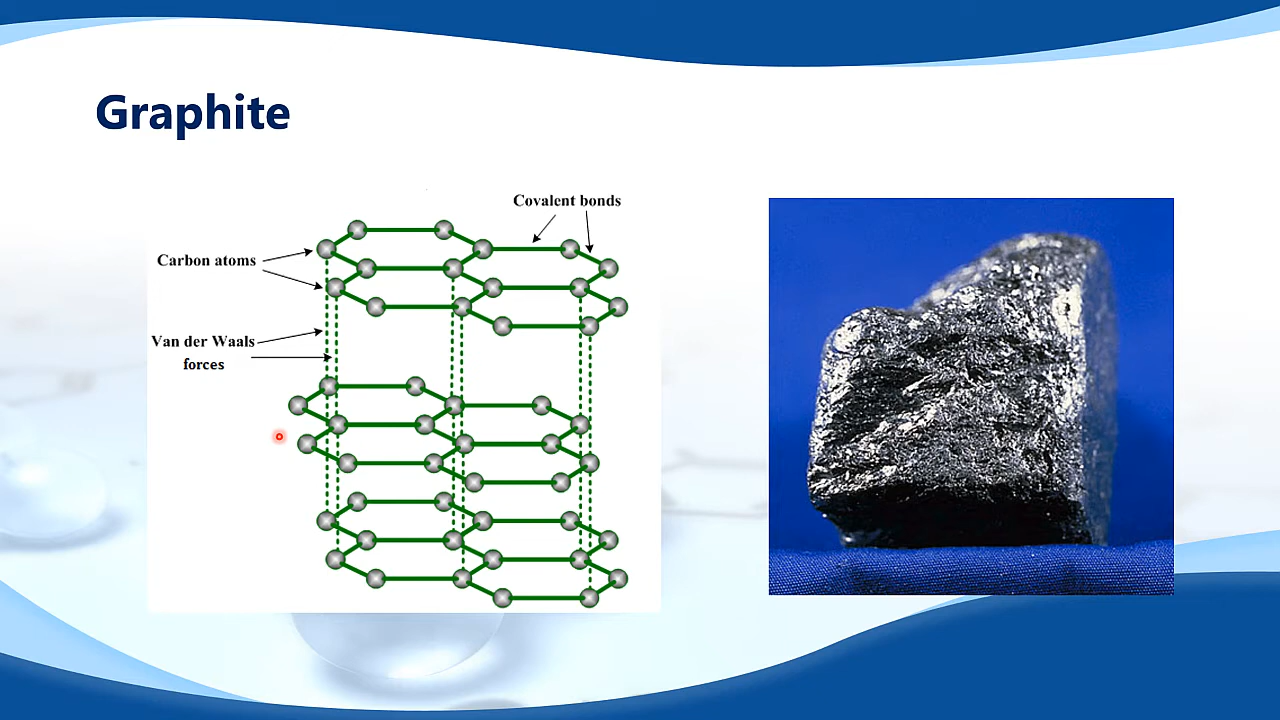 Graphite
Covalent bonds
Carbon atoms
Van der Waals
forces